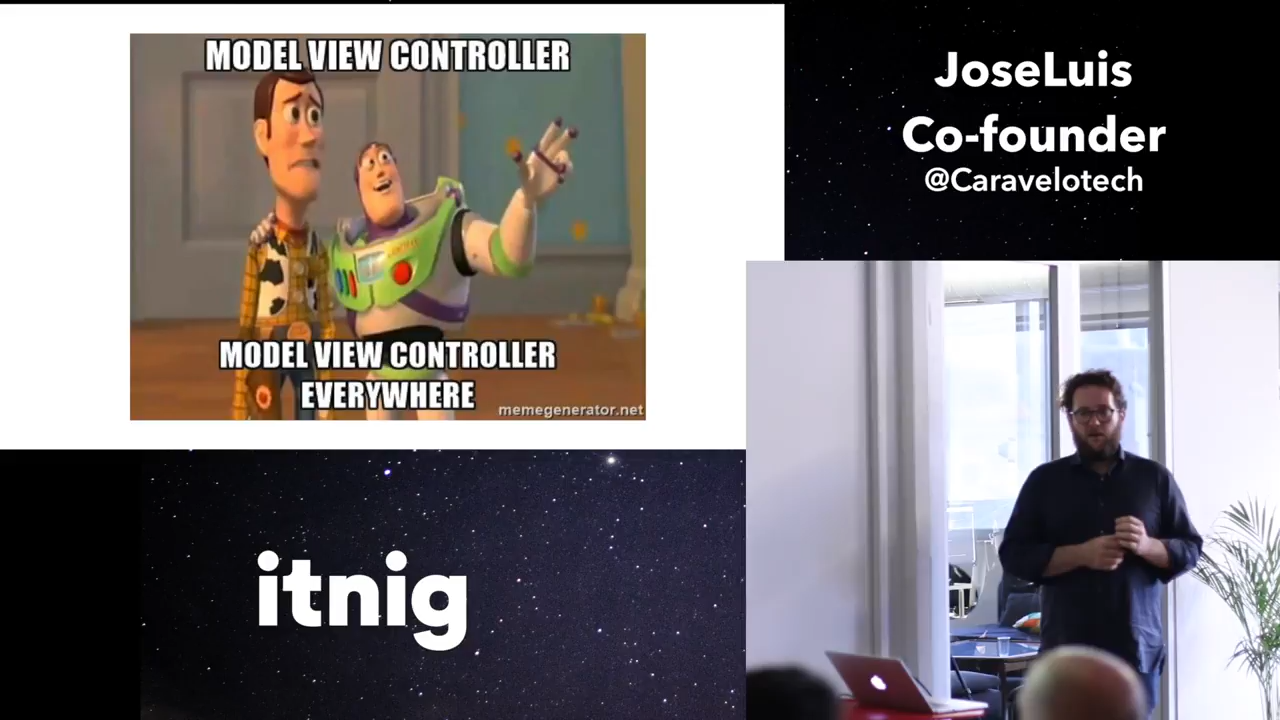 MODEL VIEW CONTROLLER
MODEL VIEW CONTROLLER
EVERYWHERE
memegenerator.net
JoseLuis
Co-founder
@Caravelotech
itnig